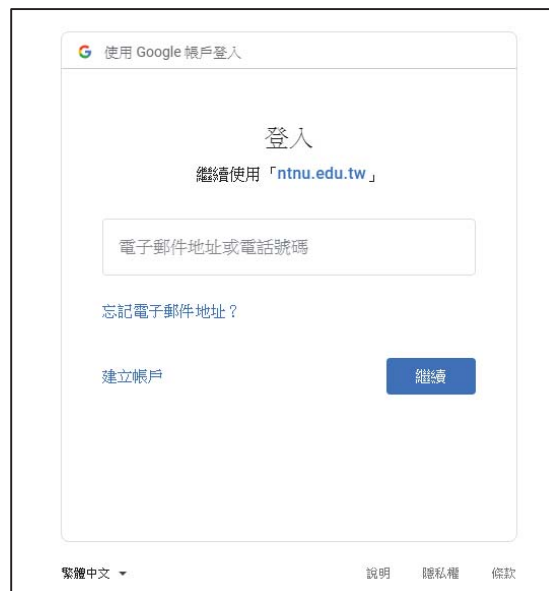 使用 Google 帳戶登入
登入
繼續使用「ntnu.edu.tw」
電子郵件地址或電話號碼
忘記電子郵件地址？
建立帳戶
繼續
繁體中文
說明 隱私權 條款